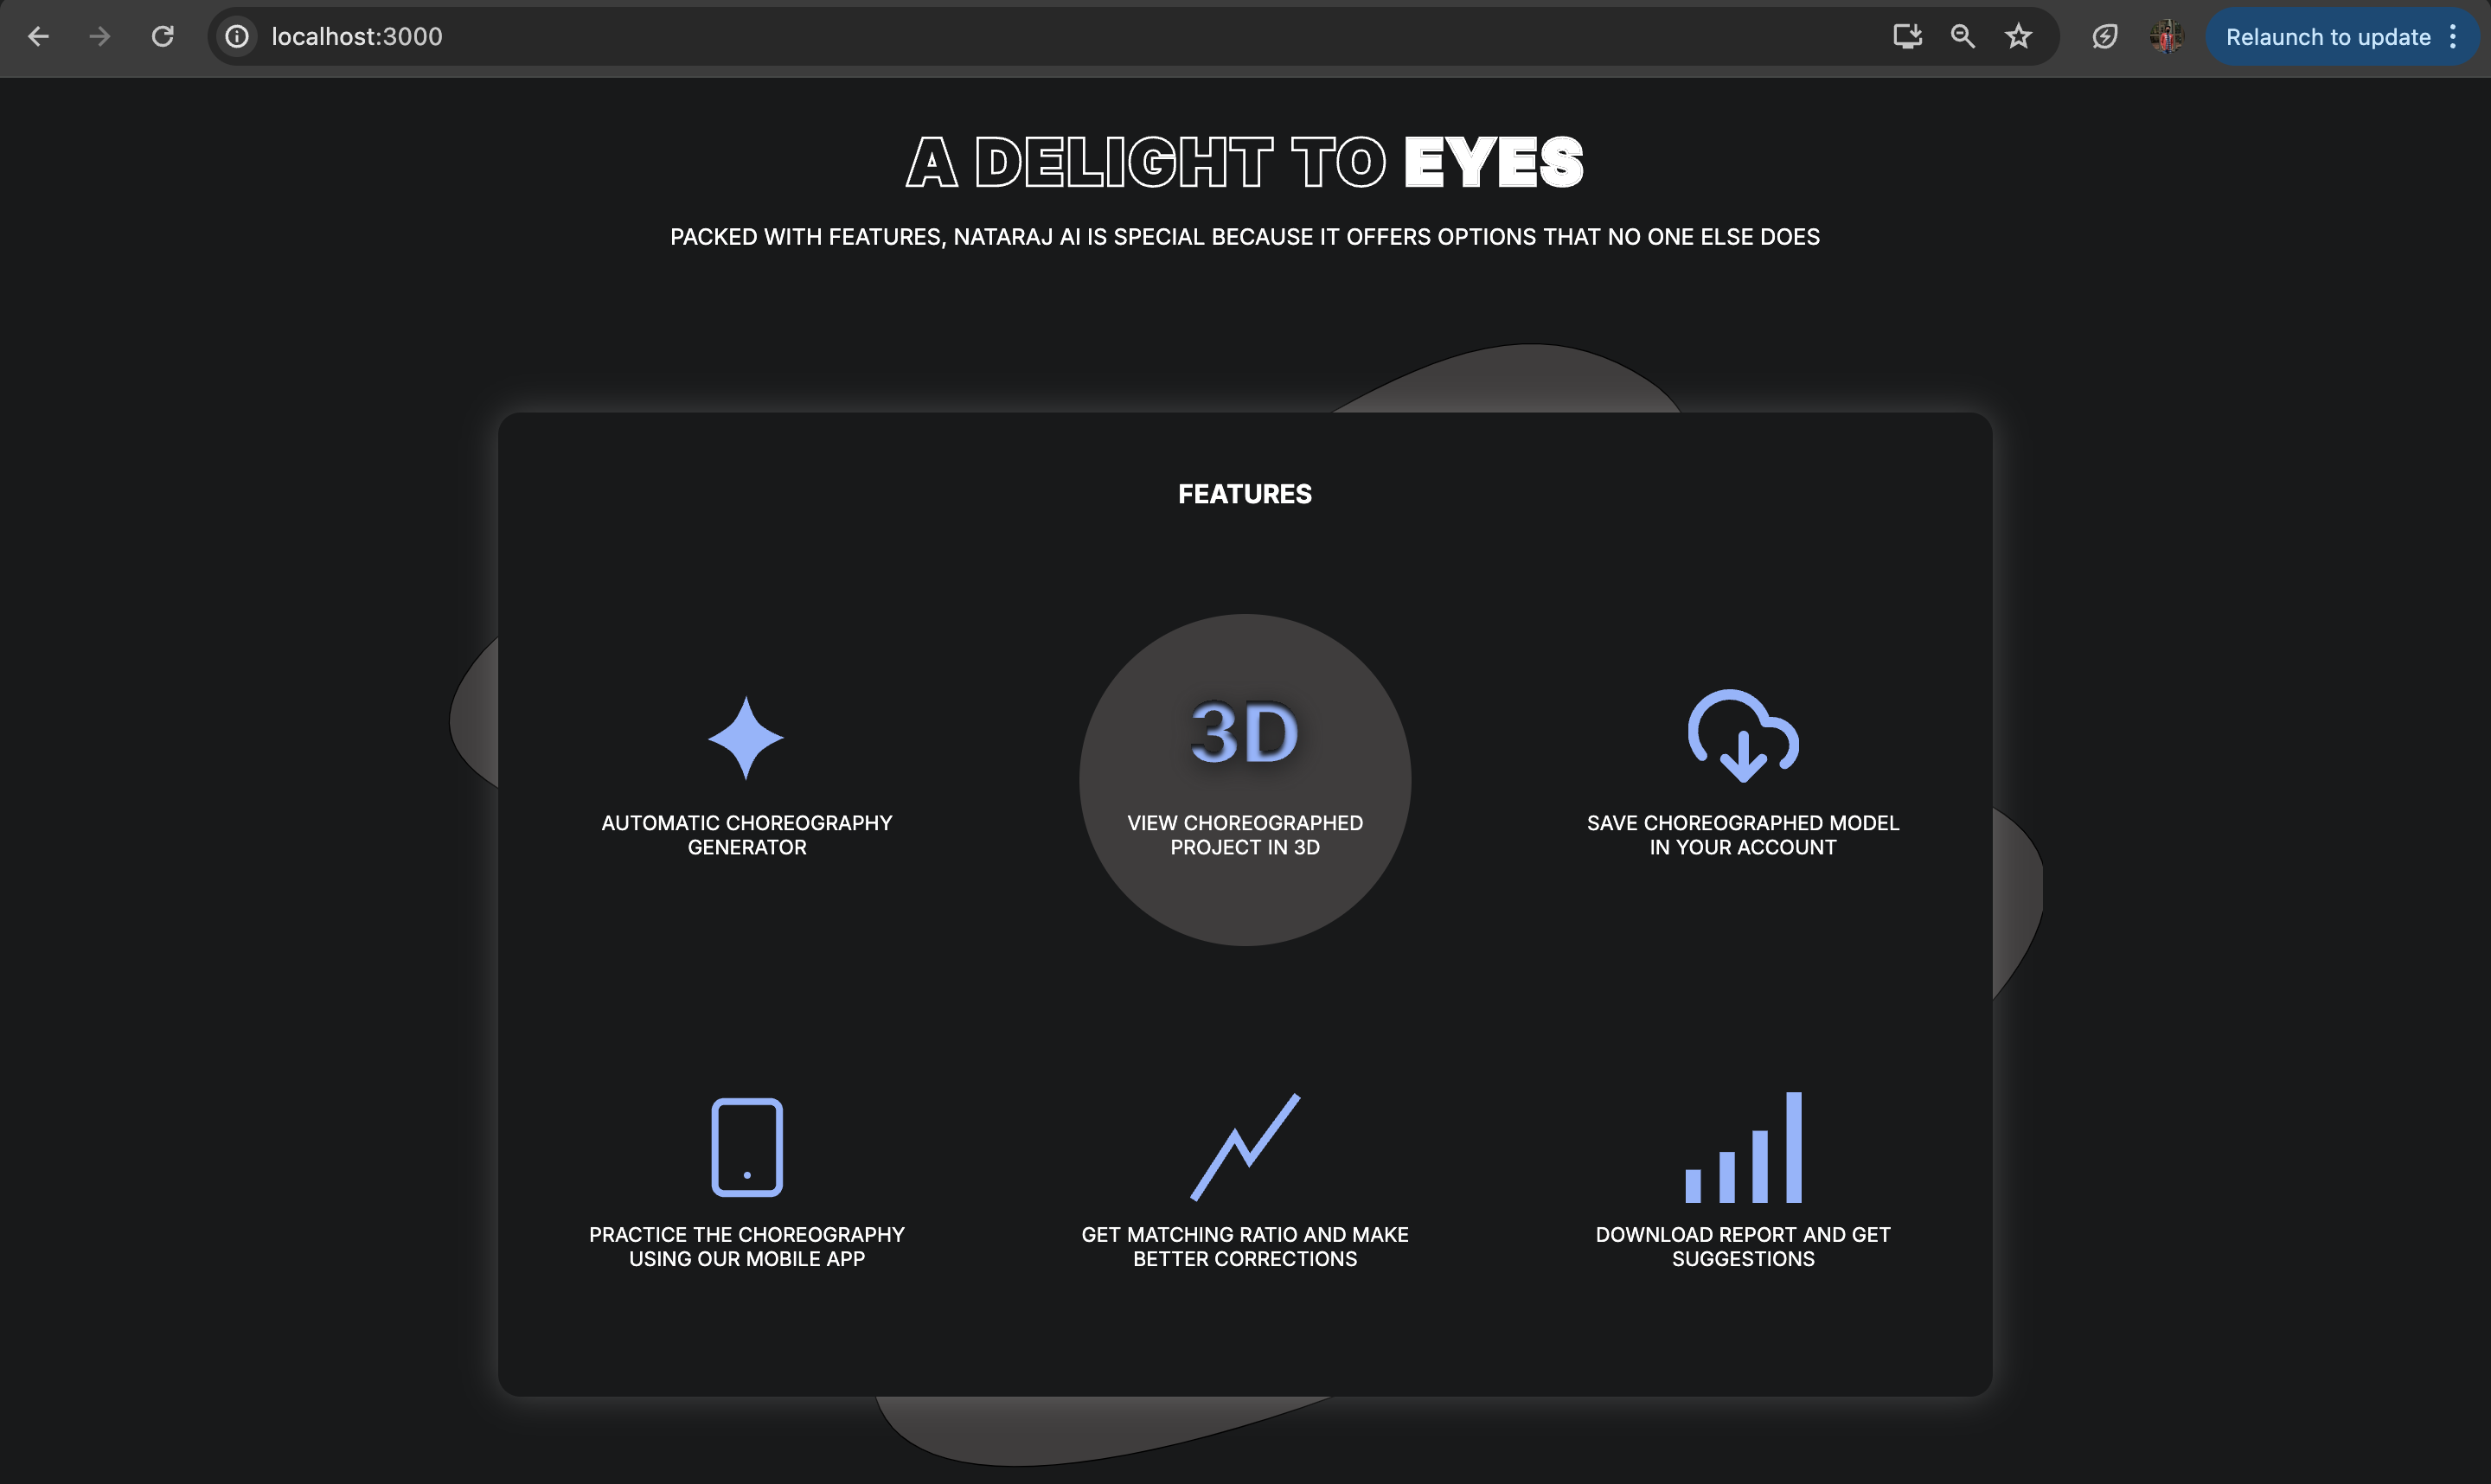 localhost:3000
Relaunch to update
A DELIGHT TO EYES
PACKED WITH FEATURES, NATARAJ AI IS SPECIAL BECAUSE IT OFFERS OPTIONS THAT NO ONE ELSE DOES
FEATURES
AUTOMATIC CHOREOGRAPHY
GENERATOR
3D
VIEW CHOREOGRAPHED
PROJECT IN 3D
SAVE CHOREOGRAPHED MODEL
IN YOUR ACCOUNT
PRACTICE THE CHOREOGRAPHY
USING OUR MOBILE APP
GET MATCHING RATIO AND MAKE
BETTER CORRECTIONS
DOWNLOAD REPORT AND GET
SUGGESTIONS